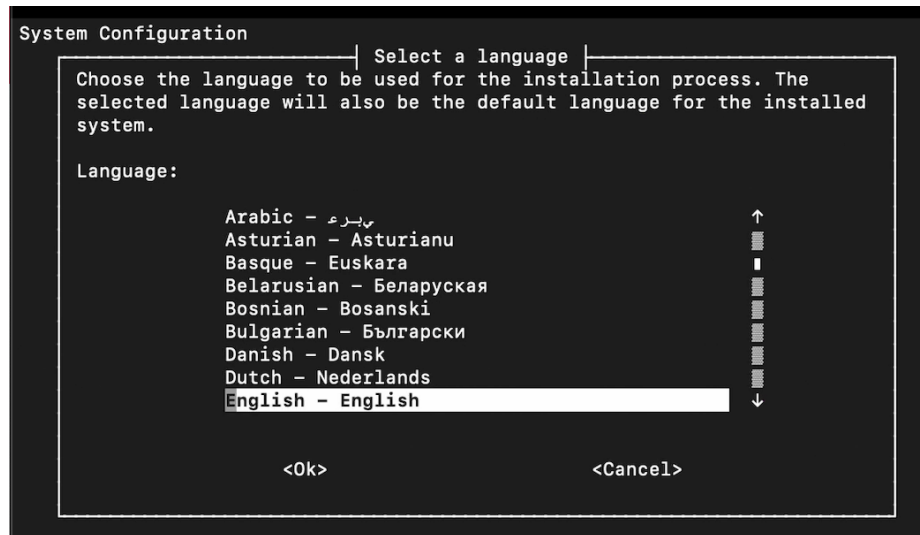 System Configuration
Select a language
Choose the language to be used for the installation process. The
selected language will also be the default language for the installed
system.
Language:
Arabic - عربي
Asturian - Asturianu
Basque - Euskara
Belarusian - Беларуская
Bosnian - Bosanski
Bulgarian - Български
Danish - Dansk
Dutch - Nederlands
English - English
<Ok> <Cancel>